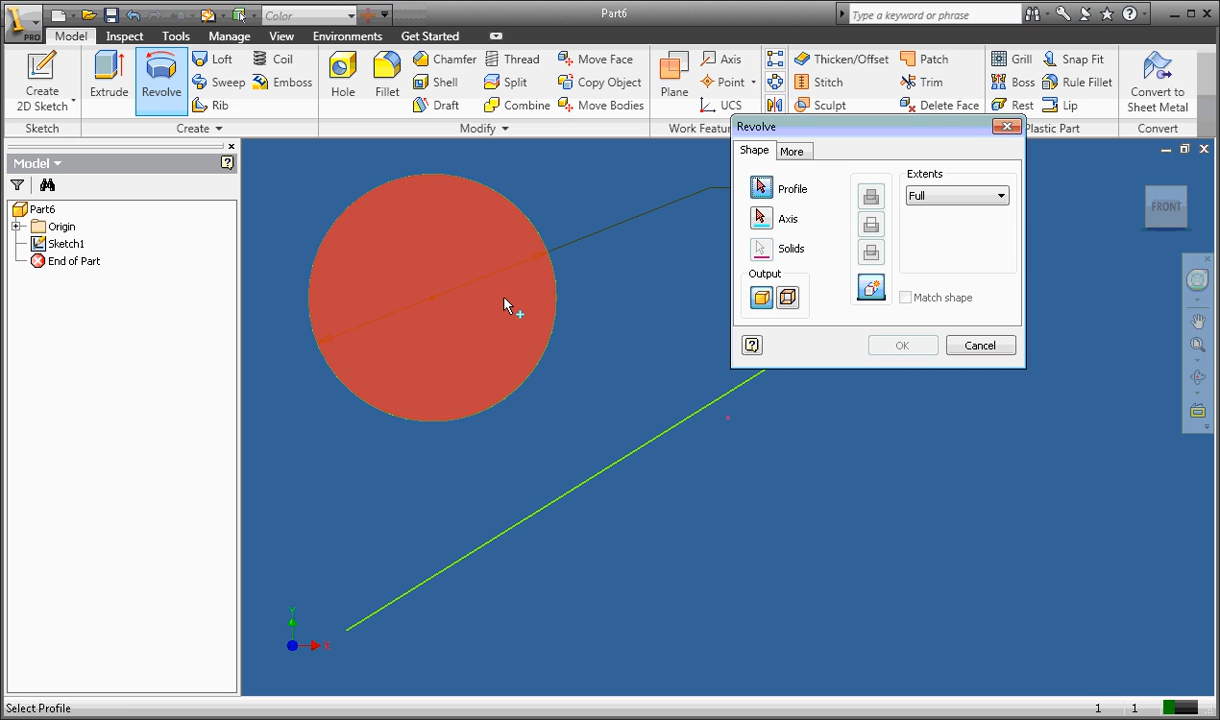 Color
Part6
Type a keyword or phrase
PRO
Model Inspect Tools Manage View Environments Get Started
Create
2D Sketch
Extrude
Revolve
Loft
Sweep
Rib
Coil
Emboss
Hole
Fillet
Chamfer
Shell
Draft
Thread
Split
Combine
Move Face
Copy Object
Move Bodies
Plane
Axis
Point
UCS
Thicken/Offset
Stitch
Sculpt
Patch
Trim
Delete Face
Grill
Boss
Rest
Snap Fit
Rule Fillet
Lip
Convert to
Sheet Metal
Sketch
Create
Modify
Work Featu
Plastic Part
Convert
Model
Part6
Origin
Sketch1
End of Part
Revolve
Shape More
Profile
Axis
Solids
Output
Extents
Full
Match shape
OK
Cancel
FRONT
Y
X
Select Profile
1 1